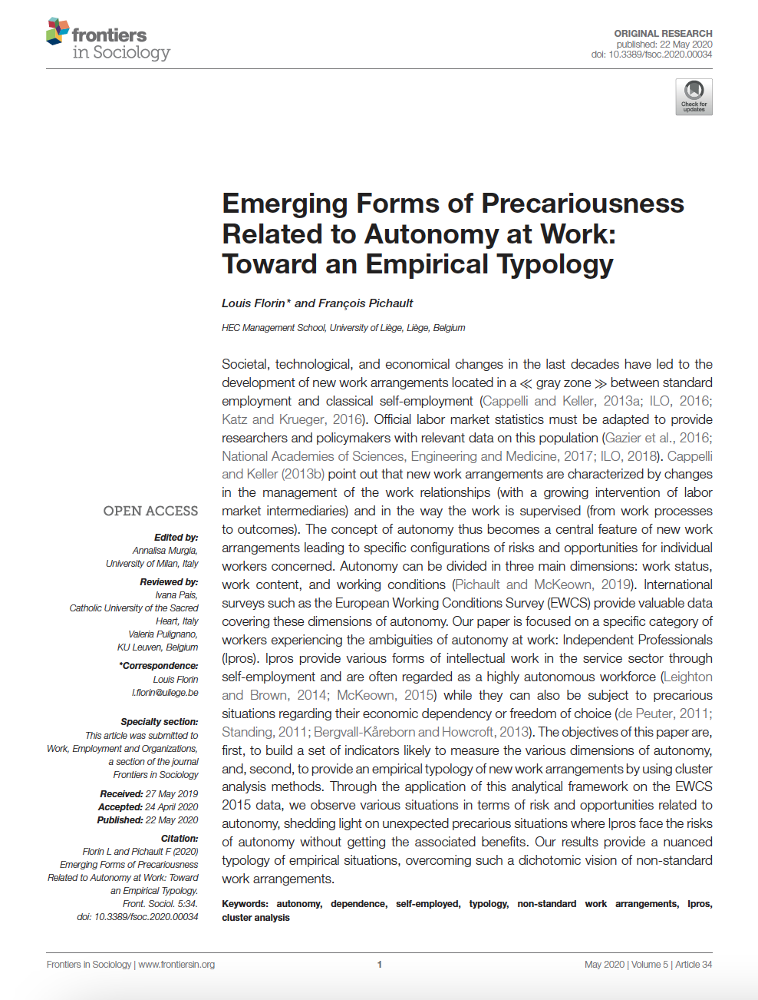 frontiers
in Sociology
ORIGINAL RESEARCH
published: 22 May 2020
doi: 10.3389/fsoc.2020.00034
Check for
updates
Emerging Forms of Precariousness
Related to Autonomy at Work:
Toward an Empirical Typology
Louis Florin* and François Pichault
HEC Management School, University of Liège, Liège, Belgium
Societal, technological, and economical changes in the last decades have led to the
development of new work arrangements located in a ≪ gray zone ≫ between standard
employment and classical self-employment (Cappelli and Keller, 2013a; ILO, 2016;
Katz and Krueger, 2016). Official labor market statistics must be adapted to provide
researchers and policymakers with relevant data on this population (Gazier et al., 2016;
National Academies of Sciences, Engineering and Medicine, 2017; ILO, 2018). Cappelli
and Keller (2013b) point out that new work arrangements are characterized by changes
in the management of the work relationships (with a growing intervention of labor
market intermediaries) and in the way the work is supervised (from work processes
to outcomes). The concept of autonomy thus becomes a central feature of new work
arrangements leading to specific configurations of risks and opportunities for individual
workers concerned. Autonomy can be divided in three main dimensions: work status,
work content, and working conditions (Pichault and McKeown, 2019). International
surveys such as the European Working Conditions Survey (EWCS) provide valuable data
covering these dimensions of autonomy. Our paper is focused on a specific category of
workers experiencing the ambiguities of autonomy at work: Independent Professionals
(Ipros). Ipros provide various forms of intellectual work in the service sector through
self-employment and are often regarded as a highly autonomous workforce (Leighton
and Brown, 2014; McKeown, 2015) while they can also be subject to precarious
situations regarding their economic dependency or freedom of choice (de Peuter, 2011;
Standing, 2011; Bergvall-Kåreborn and Howcroft, 2013). The objectives of this paper are,
first, to build a set of indicators likely to measure the various dimensions of autonomy,
and, second, to provide an empirical typology of new work arrangements by using cluster
analysis methods. Through the application of this analytical framework on the EWCS
2015 data, we observe various situations in terms of risk and opportunities related to
autonomy, shedding light on unexpected precarious situations where Ipros face the risks
of autonomy without getting the associated benefits. Our results provide a nuanced
typology of empirical situations, overcoming such a dichotomic vision of non-standard
work arrangements.
Keywords: autonomy, dependence, self-employed, typology, non-standard work arrangements, Ipros,
cluster analysis
OPEN ACCESS
Edited by:
Annalisa Murgia,
University of Milan, Italy
Reviewed by:
Ivana Pais,
Catholic University of the Sacred
Heart, Italy
Valeria Pulignano,
KU Leuven, Belgium
*Correspondence:
Louis Florin
l.florin@uliege.be
Specialty section:
This article was submitted to
Work, Employment and Organizations,
a section of the journal
Frontiers in Sociology
Received: 27 May 2019
Accepted: 24 April 2020
Published: 22 May 2020
Citation:
Florin L and Pichault F (2020)
Emerging Forms of Precariousness
Related to Autonomy at Work: Toward
an Empirical Typology.
Front. Sociol. 5:34.
doi: 10.3389/fsoc.2020.00034
Frontiers in Sociology | www.frontiersin.org
1
May 2020 | Volume 5 | Article 34